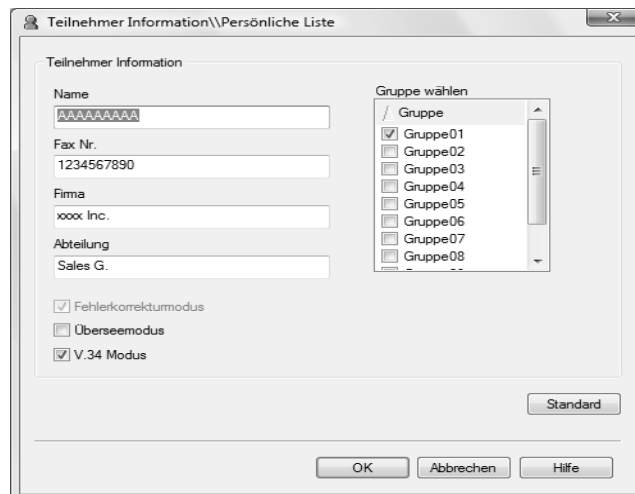 Teilnehmer Information\\Persönliche Liste
Teilnehmer Information
Name
AAAAAAAAA
Fax Nr.
1234567890
Firma
xxxx Inc.
Abteilung
Sales G.
Fehlerkorrekturmodus
Überseemodus
V.34 Modus
Gruppe wählen
/ Gruppe
Gruppe01
Gruppe02
Gruppe03
Gruppe04
Gruppe05
Gruppe06
Gruppe07
Gruppe08
Standard
OK
Abbrechen
Hilfe